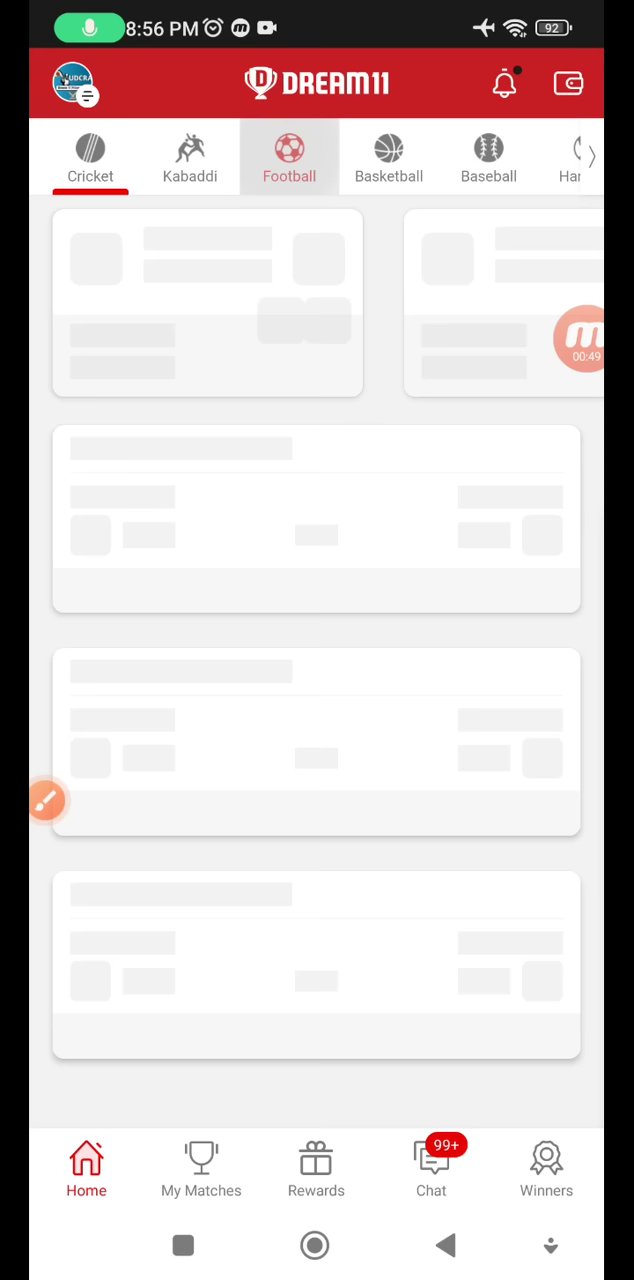 8:56 PM
92
DREAM11
Cricket
Kabaddi
Football
Basketball
Baseball
Har
00:49
99+
Home
My Matches
Rewards
Chat
Winners